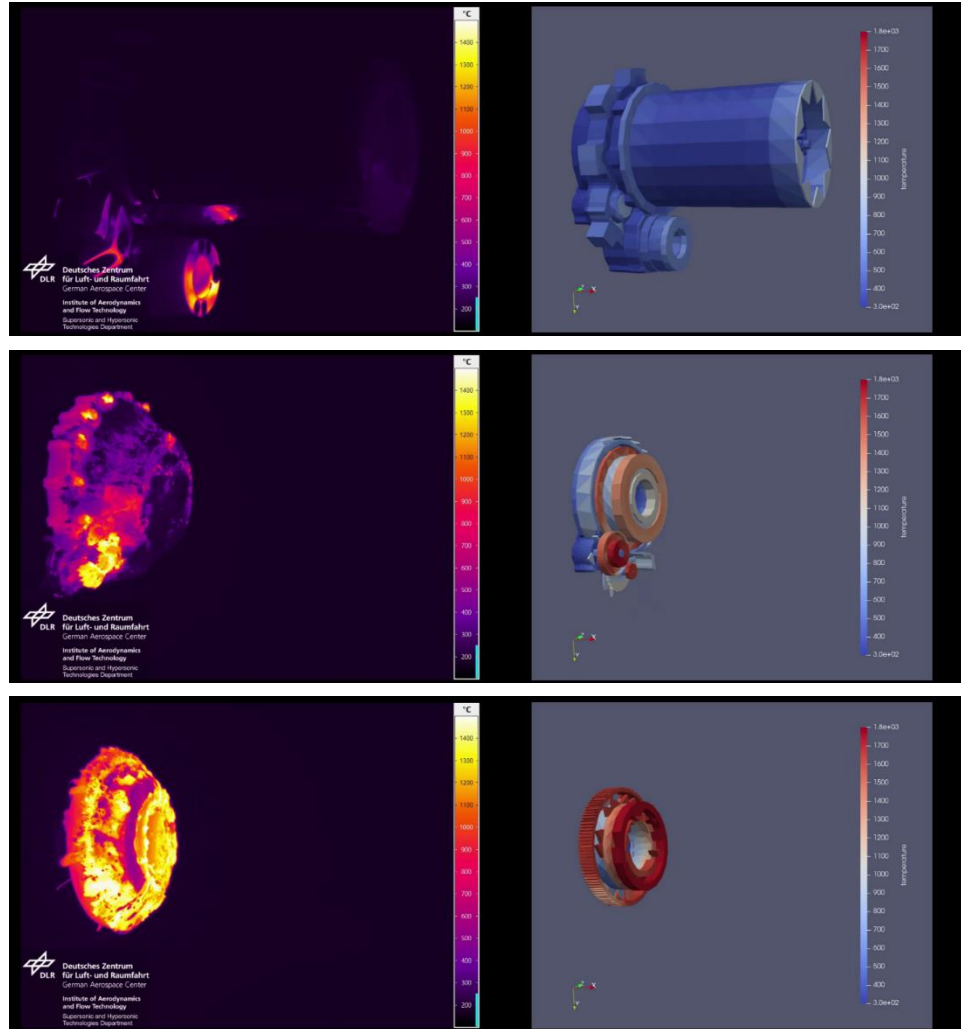 °C
1400
1300
1200
1100
1000
900
800
700
600
500
400
300
200
DLR
Deutsches Zentrum
für Luft- und Raumfahrt
German Aerospace Center
Institute of Aerodynamics
and Flow Technology
Supersonic and Hypersonic
Technologies Department
1.8e+03
1700
1600
1500
1400
1300
1200
1100
1000
900
800
700
600
500
400
3.0e+02
temperature
Z
X
Y
°C
1400
1300
1200
1100
1000
900
800
700
600
500
400
300
200
DLR
Deutsches Zentrum
für Luft- und Raumfahrt
German Aerospace Center
Institute of Aerodynamics
and Flow Technology
Supersonic and Hypersonic
Technologies Department
1.8e+03
1700
1600
1500
1400
1300
1200
1100
1000
900
800
700
600
500
400
3.0e+02
temperature
Z
X
Y
°C
1400
1300
1200
1100
1000
900
800
700
600
500
400
300
200
DLR
Deutsches Zentrum
für Luft- und Raumfahrt
German Aerospace Center
Institute of Aerodynamics
and Flow Technology
Supersonic and Hypersonic
Technologies Department
1.8e+03
1700
1600
1500
1400
1300
1200
1100
1000
900
800
700
600
500
400
3.0e+02
temperature
Z
X
Y